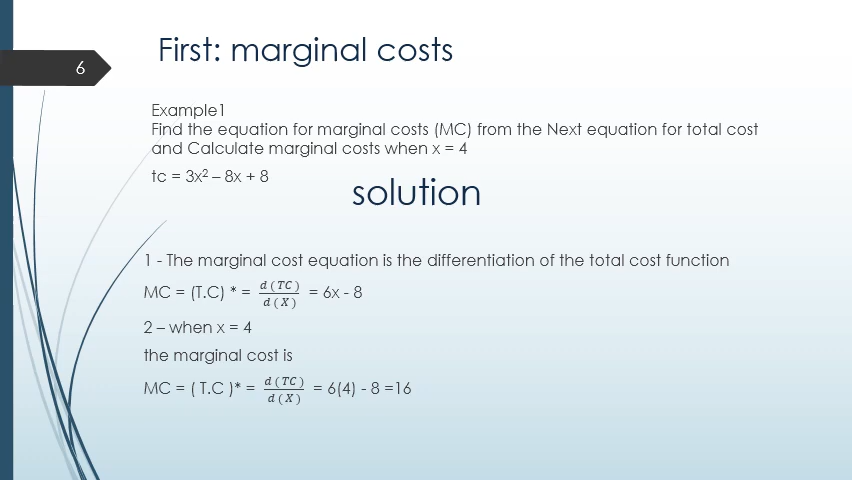 First: marginal costs
6
Example1
Find the equation for marginal costs (MC) from the Next equation for total cost
and Calculate marginal costs when x = 4
tc = 3x² – 8x + 8
solution
1 - The marginal cost equation is the differentiation of the total cost function
MC = (T.C) * = d(TC)/d(X) = 6x - 8
2 – when x = 4
the marginal cost is
MC = ( T.C )* = d(TC)/d(X) = 6(4) - 8 =16